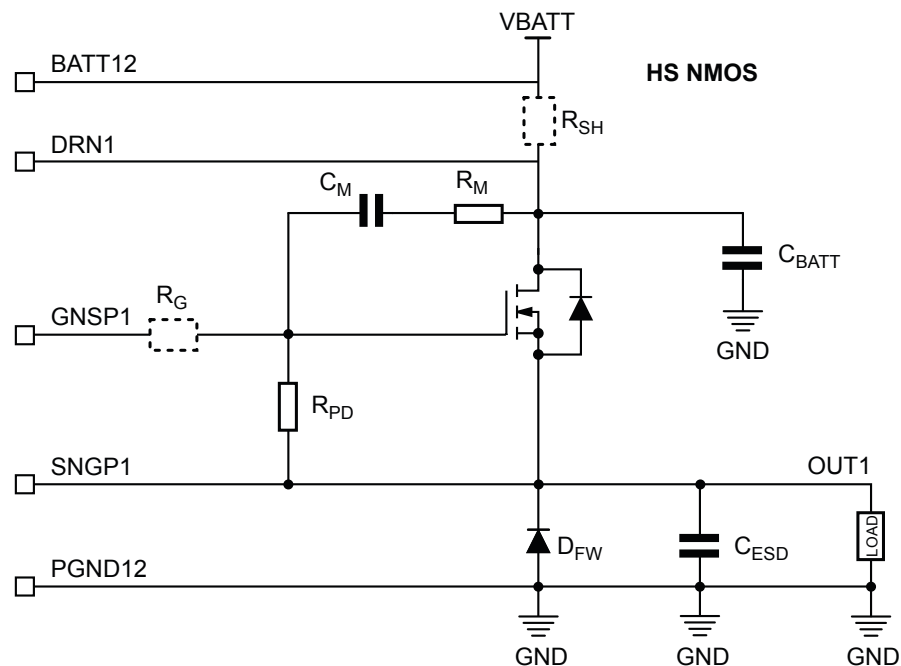 VBATT
BATT12
HS NMOS
R_SH
DRN1
C_M
R_M
C_BATT
R_G
GNSP1
GND
R_PD
SNGP1
OUT1
D_FW
C_ESD
LOAD
PGND12
GND
GND
GND